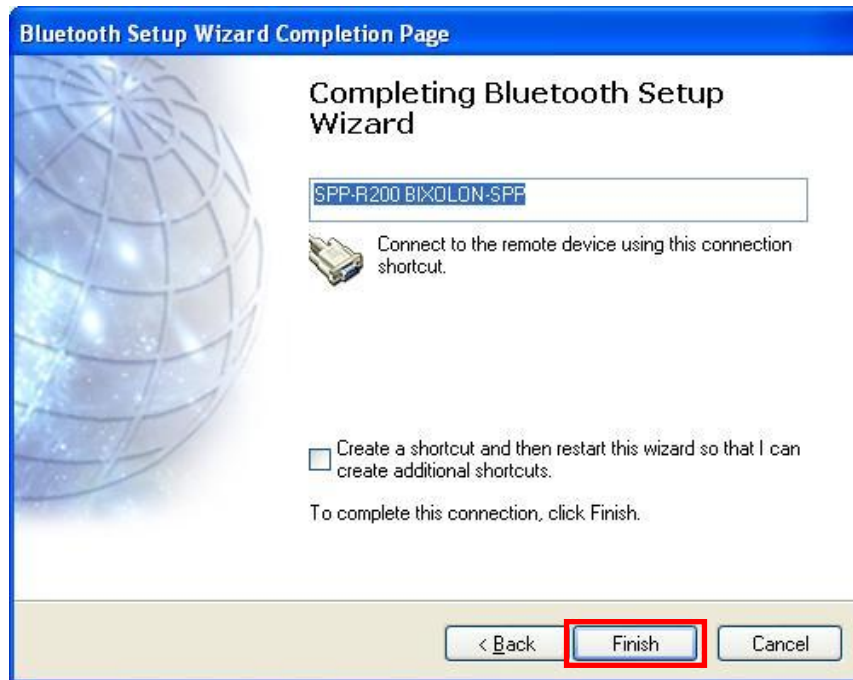 Bluetooth Setup Wizard Completion Page
Completing Bluetooth Setup
Wizard
SPP-R200 BIXOLON-SPP
Connect to the remote device using this connection
shortcut.
Create a shortcut and then restart this wizard so that I can
create additional shortcuts.
To complete this connection, click Finish.
< Back Finish Cancel